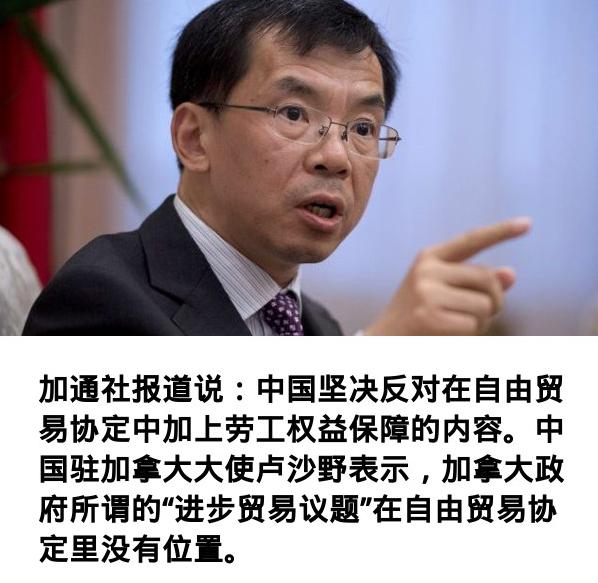 加通社报道说：中国坚决反对在自由贸
易协定中加上劳工权益保障的内容。中
国驻加拿大大使卢沙野表示，加拿大政
府所谓的“进步贸易议题”在自由贸易协
定里没有位置。